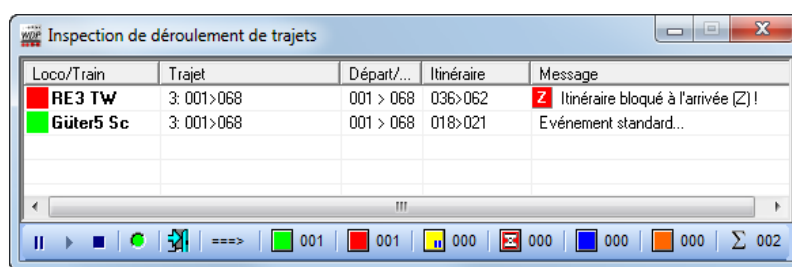 WDP Inspection de déroulement de trajets
Loco/Train Trajet Départ/... Itinéraire Message
RE3 TW 3: 001>068 001 > 068 036>062 Z Itinéraire bloqué à l'arrivée (Z) !
Güter5 Sc 3: 001>068 001 > 068 018>021 Evénement standard...
===> 001 001 000 000 000 000 Σ 002